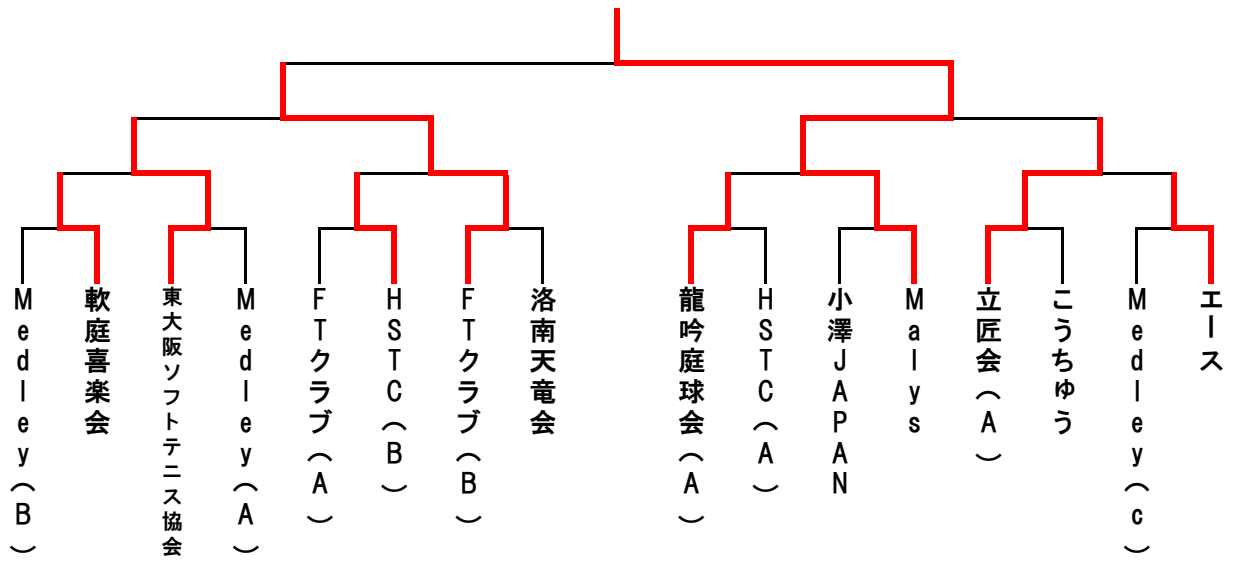 Medley(B)
軟庭喜楽会
東大阪ソフトテニス協会
Medley(A)
FTクラブ(A)
HSTC(B)
FTクラブ(B)
洛南天竜会
龍吟庭球会(A)
HSTC(A)
小澤JAPAN
Malys
立匠会(A)
こうちゅう
Medley(c)
エース